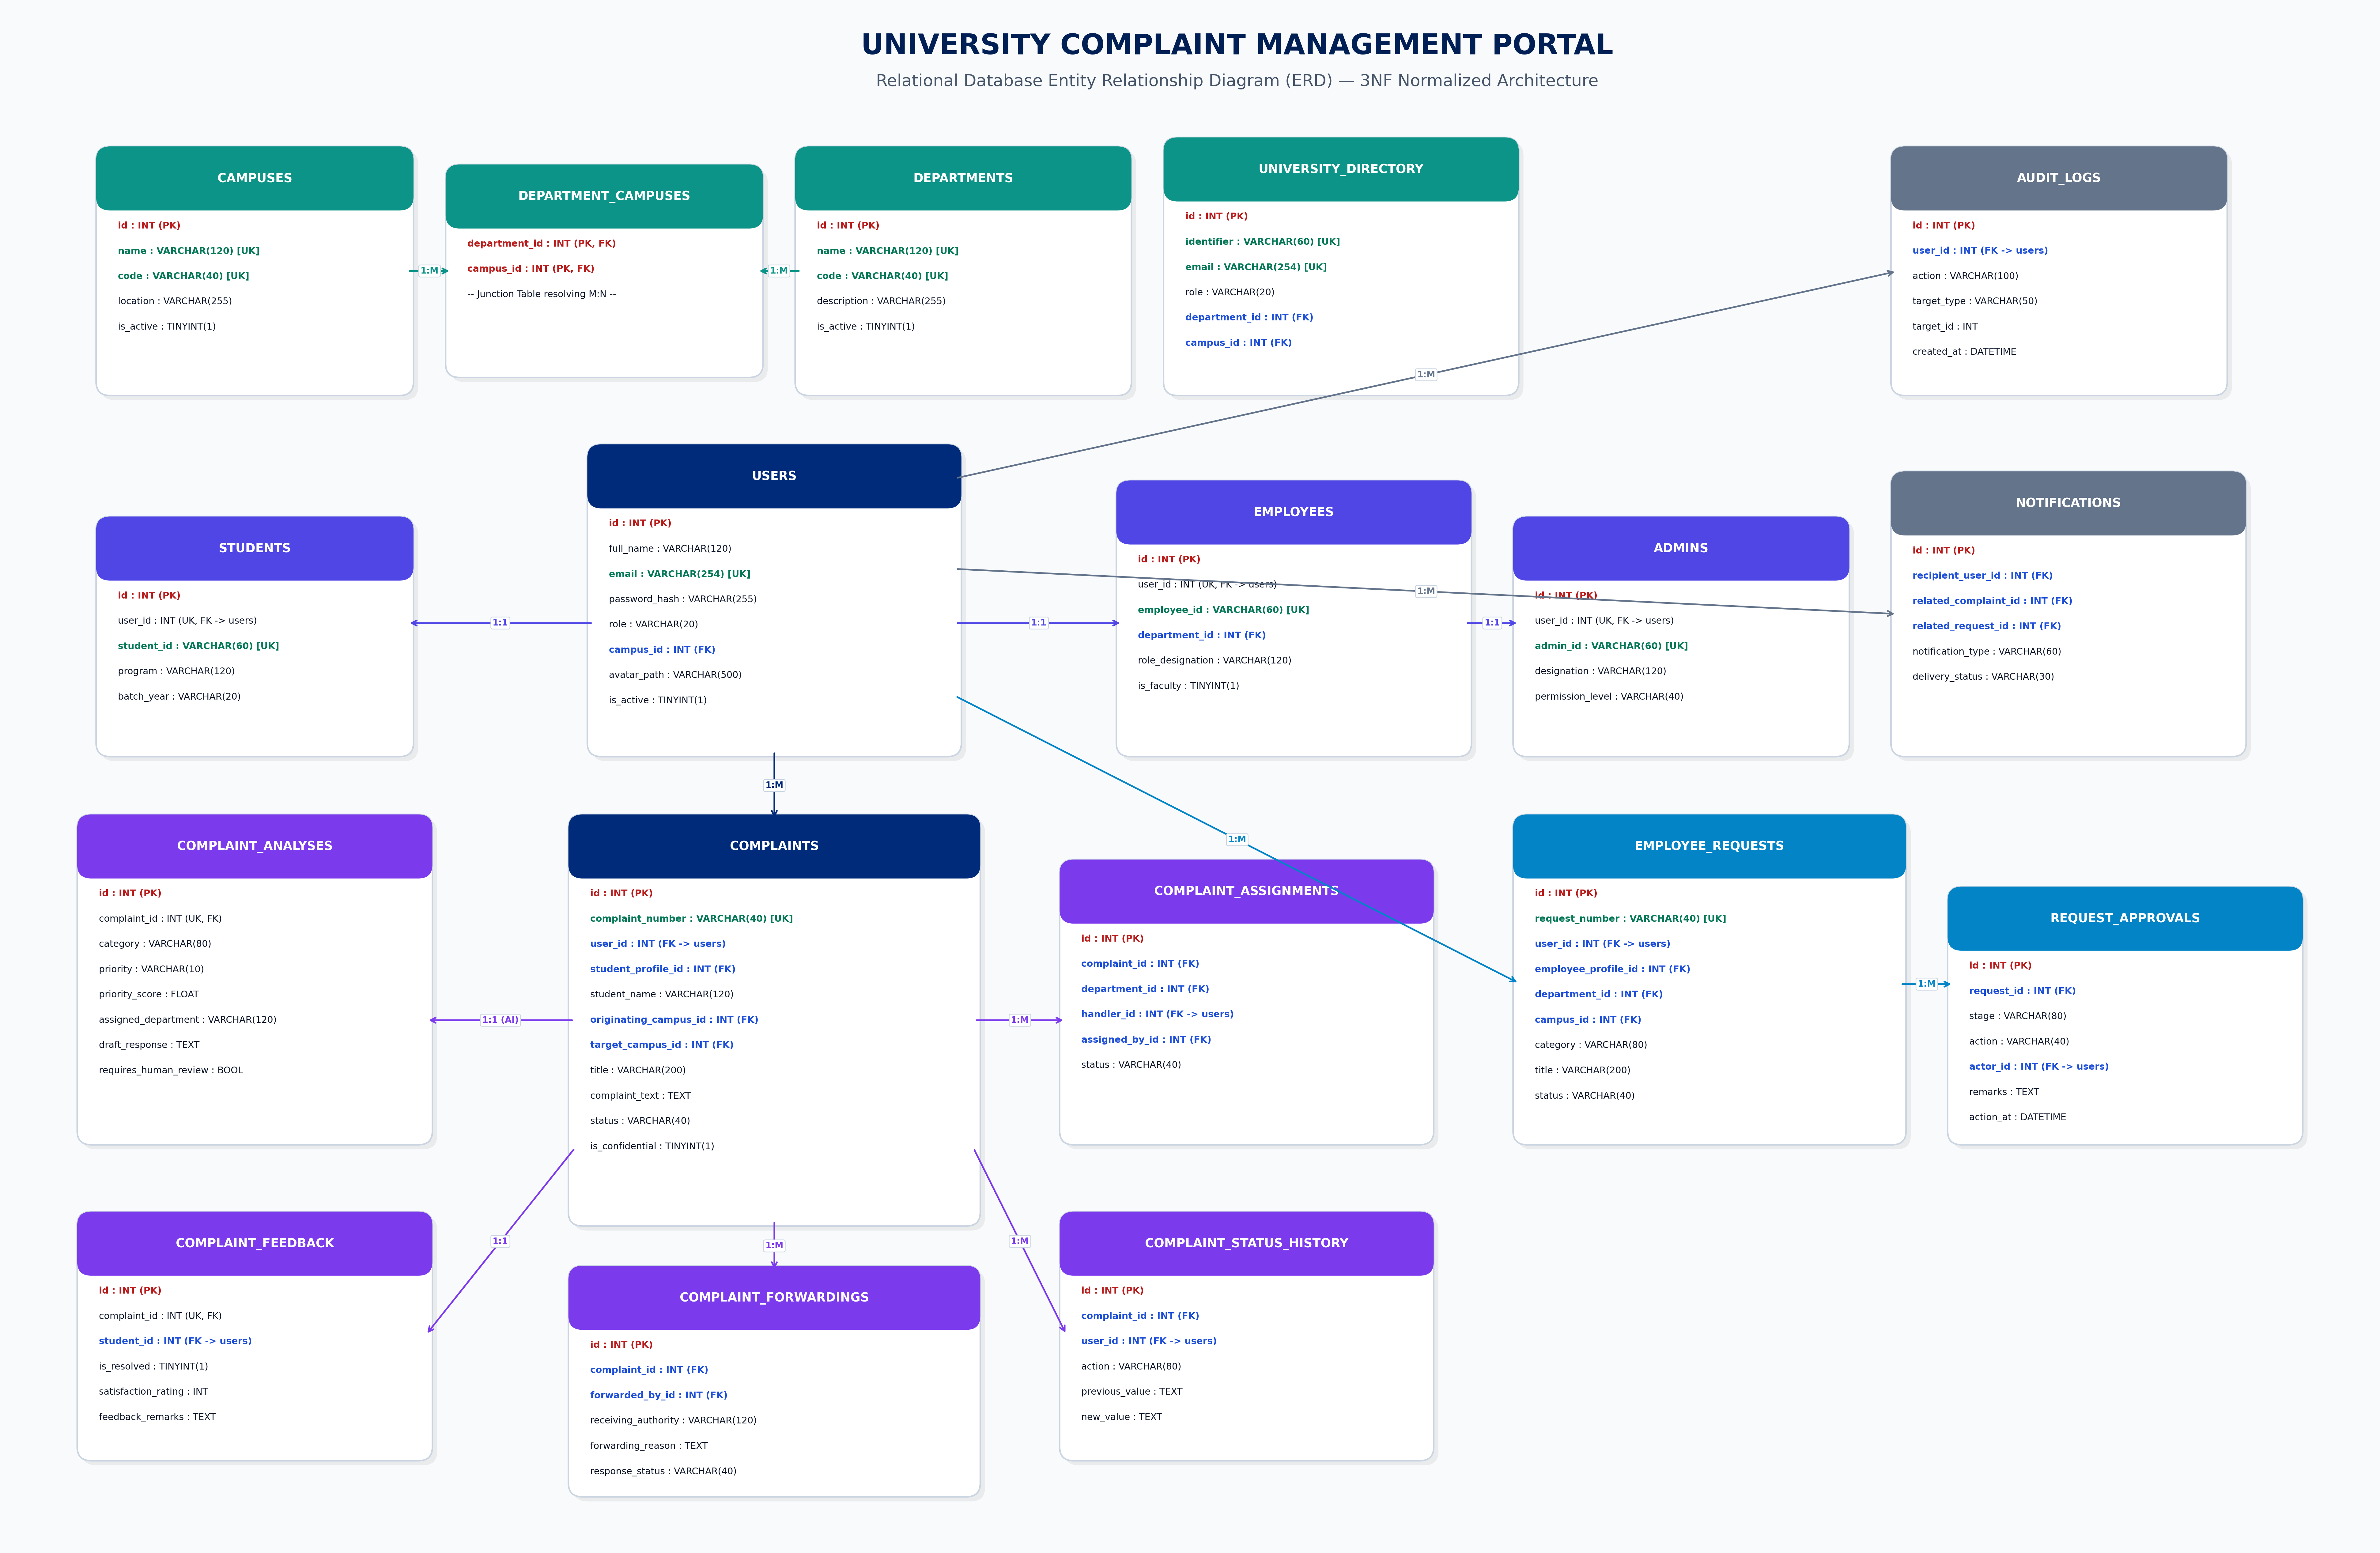 UNIVERSITY COMPLAINT MANAGEMENT PORTAL
Relational Database Entity Relationship Diagram (ERD) — 3NF Normalized Architecture
CAMPUSES
id : INT (PK)
name : VARCHAR(120) [UK]
code : VARCHAR(40) [UK]
location : VARCHAR(255)
is_active : TINYINT(1)
1:M
DEPARTMENT_CAMPUSES
department_id : INT (PK, FK)
campus_id : INT (PK, FK)
-- Junction Table resolving M:N --
1:M
DEPARTMENTS
id : INT (PK)
name : VARCHAR(120) [UK]
code : VARCHAR(40) [UK]
description : VARCHAR(255)
is_active : TINYINT(1)
UNIVERSITY_DIRECTORY
id : INT (PK)
identifier : VARCHAR(60) [UK]
email : VARCHAR(254) [UK]
role : VARCHAR(20)
department_id : INT (FK)
campus_id : INT (FK)
1:M
AUDIT_LOGS
id : INT (PK)
user_id : INT (FK -> users)
action : VARCHAR(100)
target_type : VARCHAR(50)
target_id : INT
created_at : DATETIME
STUDENTS
id : INT (PK)
user_id : INT (UK, FK -> users)
student_id : VARCHAR(60) [UK]
program : VARCHAR(120)
batch_year : VARCHAR(20)
1:1
USERS
id : INT (PK)
full_name : VARCHAR(120)
email : VARCHAR(254) [UK]
password_hash : VARCHAR(255)
role : VARCHAR(20)
campus_id : INT (FK)
avatar_path : VARCHAR(500)
is_active : TINYINT(1)
1:1
EMPLOYEES
id : INT (PK)
user_id : INT (UK, FK -> users)
employee_id : VARCHAR(60) [UK]
department_id : INT (FK)
role_designation : VARCHAR(120)
is_faculty : TINYINT(1)
1:M
1:1
ADMINS
id : INT (PK)
user_id : INT (UK, FK -> users)
admin_id : VARCHAR(60) [UK]
designation : VARCHAR(120)
permission_level : VARCHAR(40)
NOTIFICATIONS
id : INT (PK)
recipient_user_id : INT (FK)
related_complaint_id : INT (FK)
related_request_id : INT (FK)
notification_type : VARCHAR(60)
delivery_status : VARCHAR(30)
1:M
1:M
COMPLAINT_ANALYSES
id : INT (PK)
complaint_id : INT (UK, FK)
category : VARCHAR(80)
priority : VARCHAR(10)
priority_score : FLOAT
assigned_department : VARCHAR(120)
draft_response : TEXT
requires_human_review : BOOL
1:1 (AI)
COMPLAINTS
id : INT (PK)
complaint_number : VARCHAR(40) [UK]
user_id : INT (FK -> users)
student_profile_id : INT (FK)
student_name : VARCHAR(120)
originating_campus_id : INT (FK)
target_campus_id : INT (FK)
title : VARCHAR(200)
complaint_text : TEXT
status : VARCHAR(40)
is_confidential : TINYINT(1)
1:M
COMPLAINT_ASSIGNMENTS
id : INT (PK)
complaint_id : INT (FK)
department_id : INT (FK)
handler_id : INT (FK -> users)
assigned_by_id : INT (FK)
status : VARCHAR(40)
EMPLOYEE_REQUESTS
id : INT (PK)
request_number : VARCHAR(40) [UK]
user_id : INT (FK -> users)
employee_profile_id : INT (FK)
department_id : INT (FK)
campus_id : INT (FK)
category : VARCHAR(80)
title : VARCHAR(200)
status : VARCHAR(40)
1:M
REQUEST_APPROVALS
id : INT (PK)
request_id : INT (FK)
stage : VARCHAR(80)
action : VARCHAR(40)
actor_id : INT (FK -> users)
remarks : TEXT
action_at : DATETIME
1:1
1:M
1:M
COMPLAINT_FEEDBACK
id : INT (PK)
complaint_id : INT (UK, FK)
student_id : INT (FK -> users)
is_resolved : TINYINT(1)
satisfaction_rating : INT
feedback_remarks : TEXT
COMPLAINT_FORWARDINGS
id : INT (PK)
complaint_id : INT (FK)
forwarded_by_id : INT (FK)
receiving_authority : VARCHAR(120)
forwarding_reason : TEXT
response_status : VARCHAR(40)
COMPLAINT_STATUS_HISTORY
id : INT (PK)
complaint_id : INT (FK)
user_id : INT (FK -> users)
action : VARCHAR(80)
previous_value : TEXT
new_value : TEXT